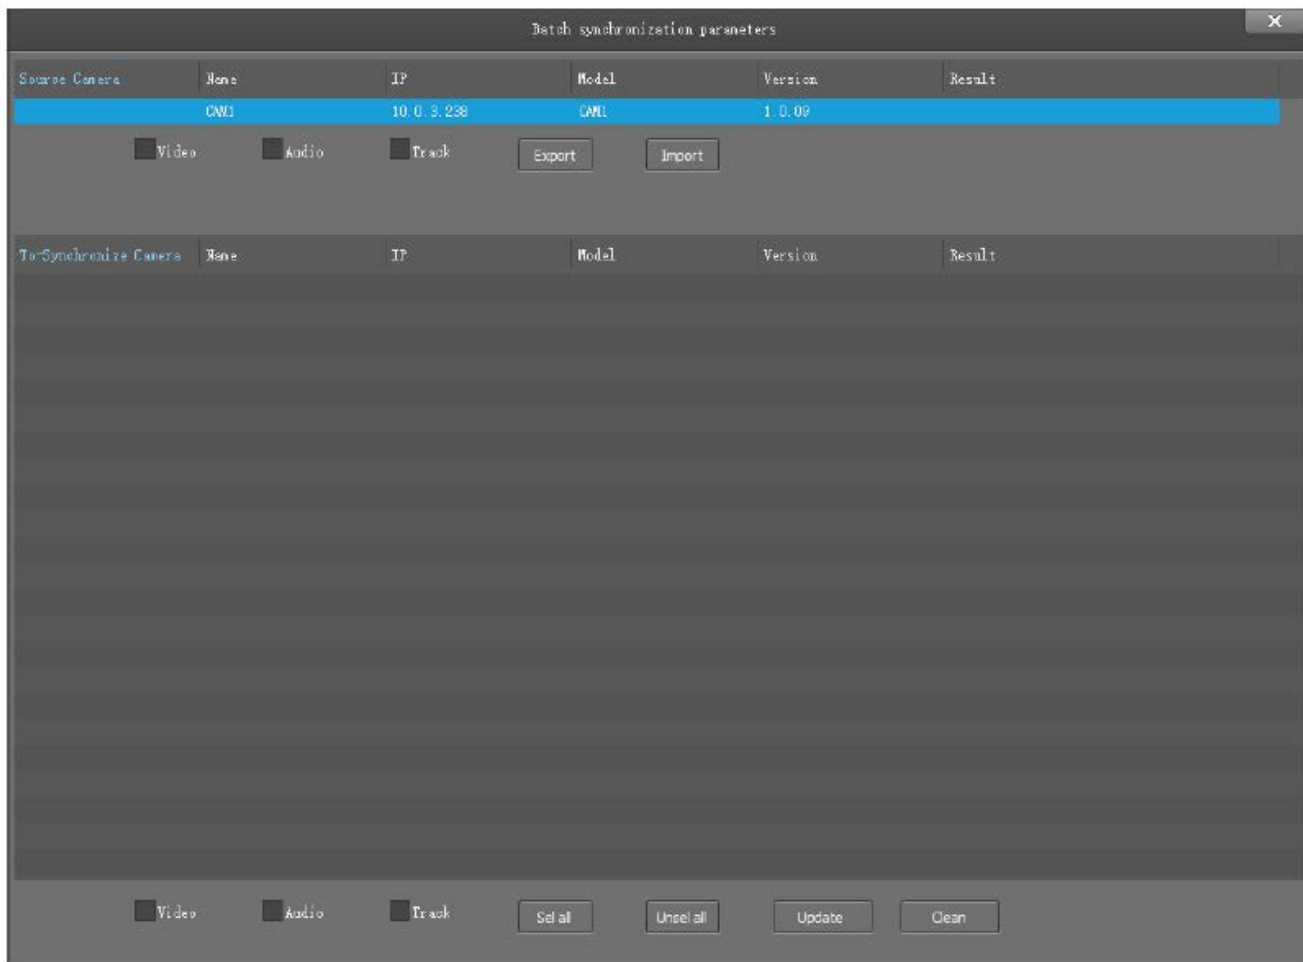 Batch synchronization parameters
Source Camera Name IP Model Version Result
CAM1 10.0.3.238 CAM1 1.0.09
Video Audio Track Export Import
To-Synchronize Camera Name IP Model Version Result
Video Audio Track Sel all Unsel all Update Clean